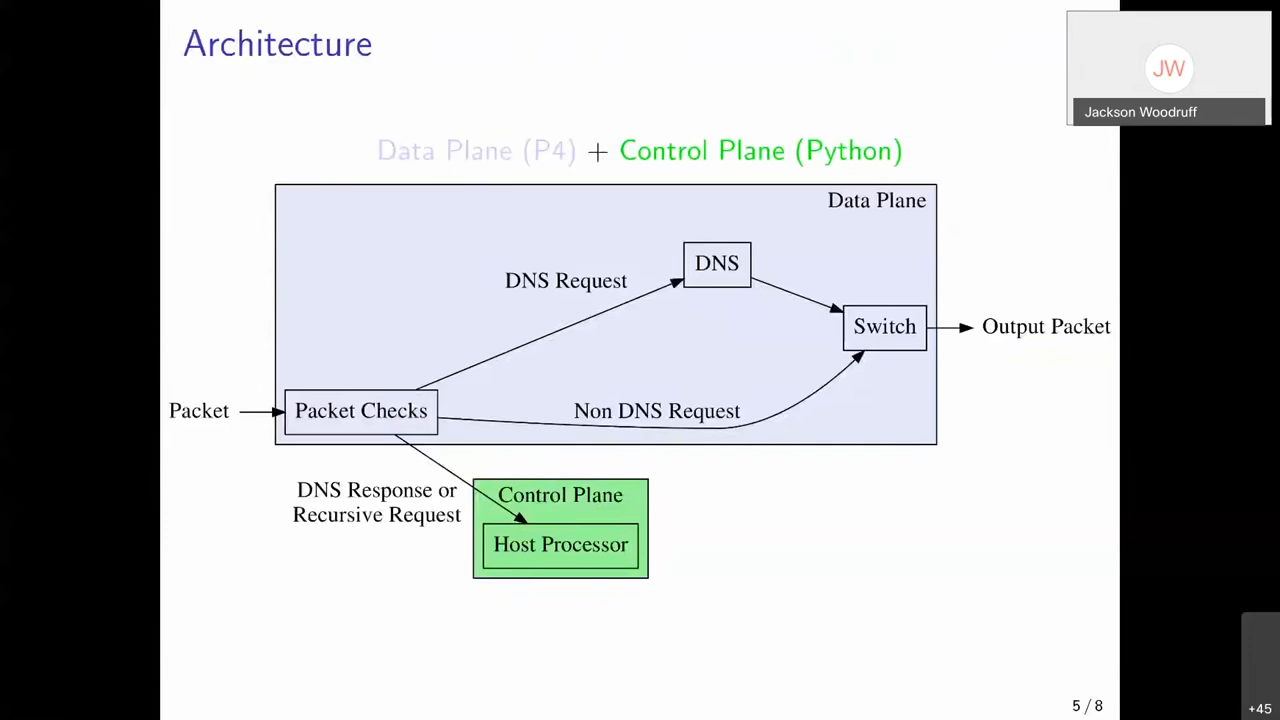 Architecture
JW
Jackson Woodruff
Data Plane (P4) + Control Plane (Python)
Data Plane
DNS
DNS Request
Switch
Output Packet
Packet
Packet Checks
Non DNS Request
DNS Response or
Recursive Request
Control Plane
Host Processor
5 / 8
+45